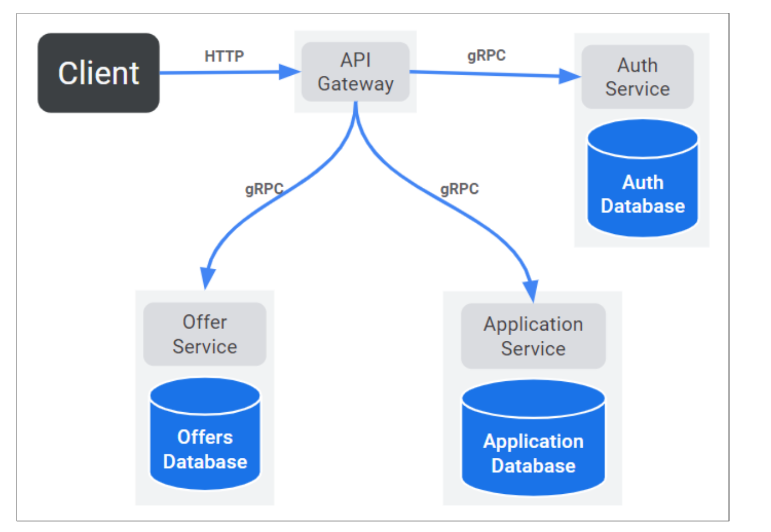 Client
HTTP
API
Gateway
gRPC
Auth
Service
Auth
Database
gRPC
gRPC
Offer
Service
Offers
Database
Application
Service
Application
Database